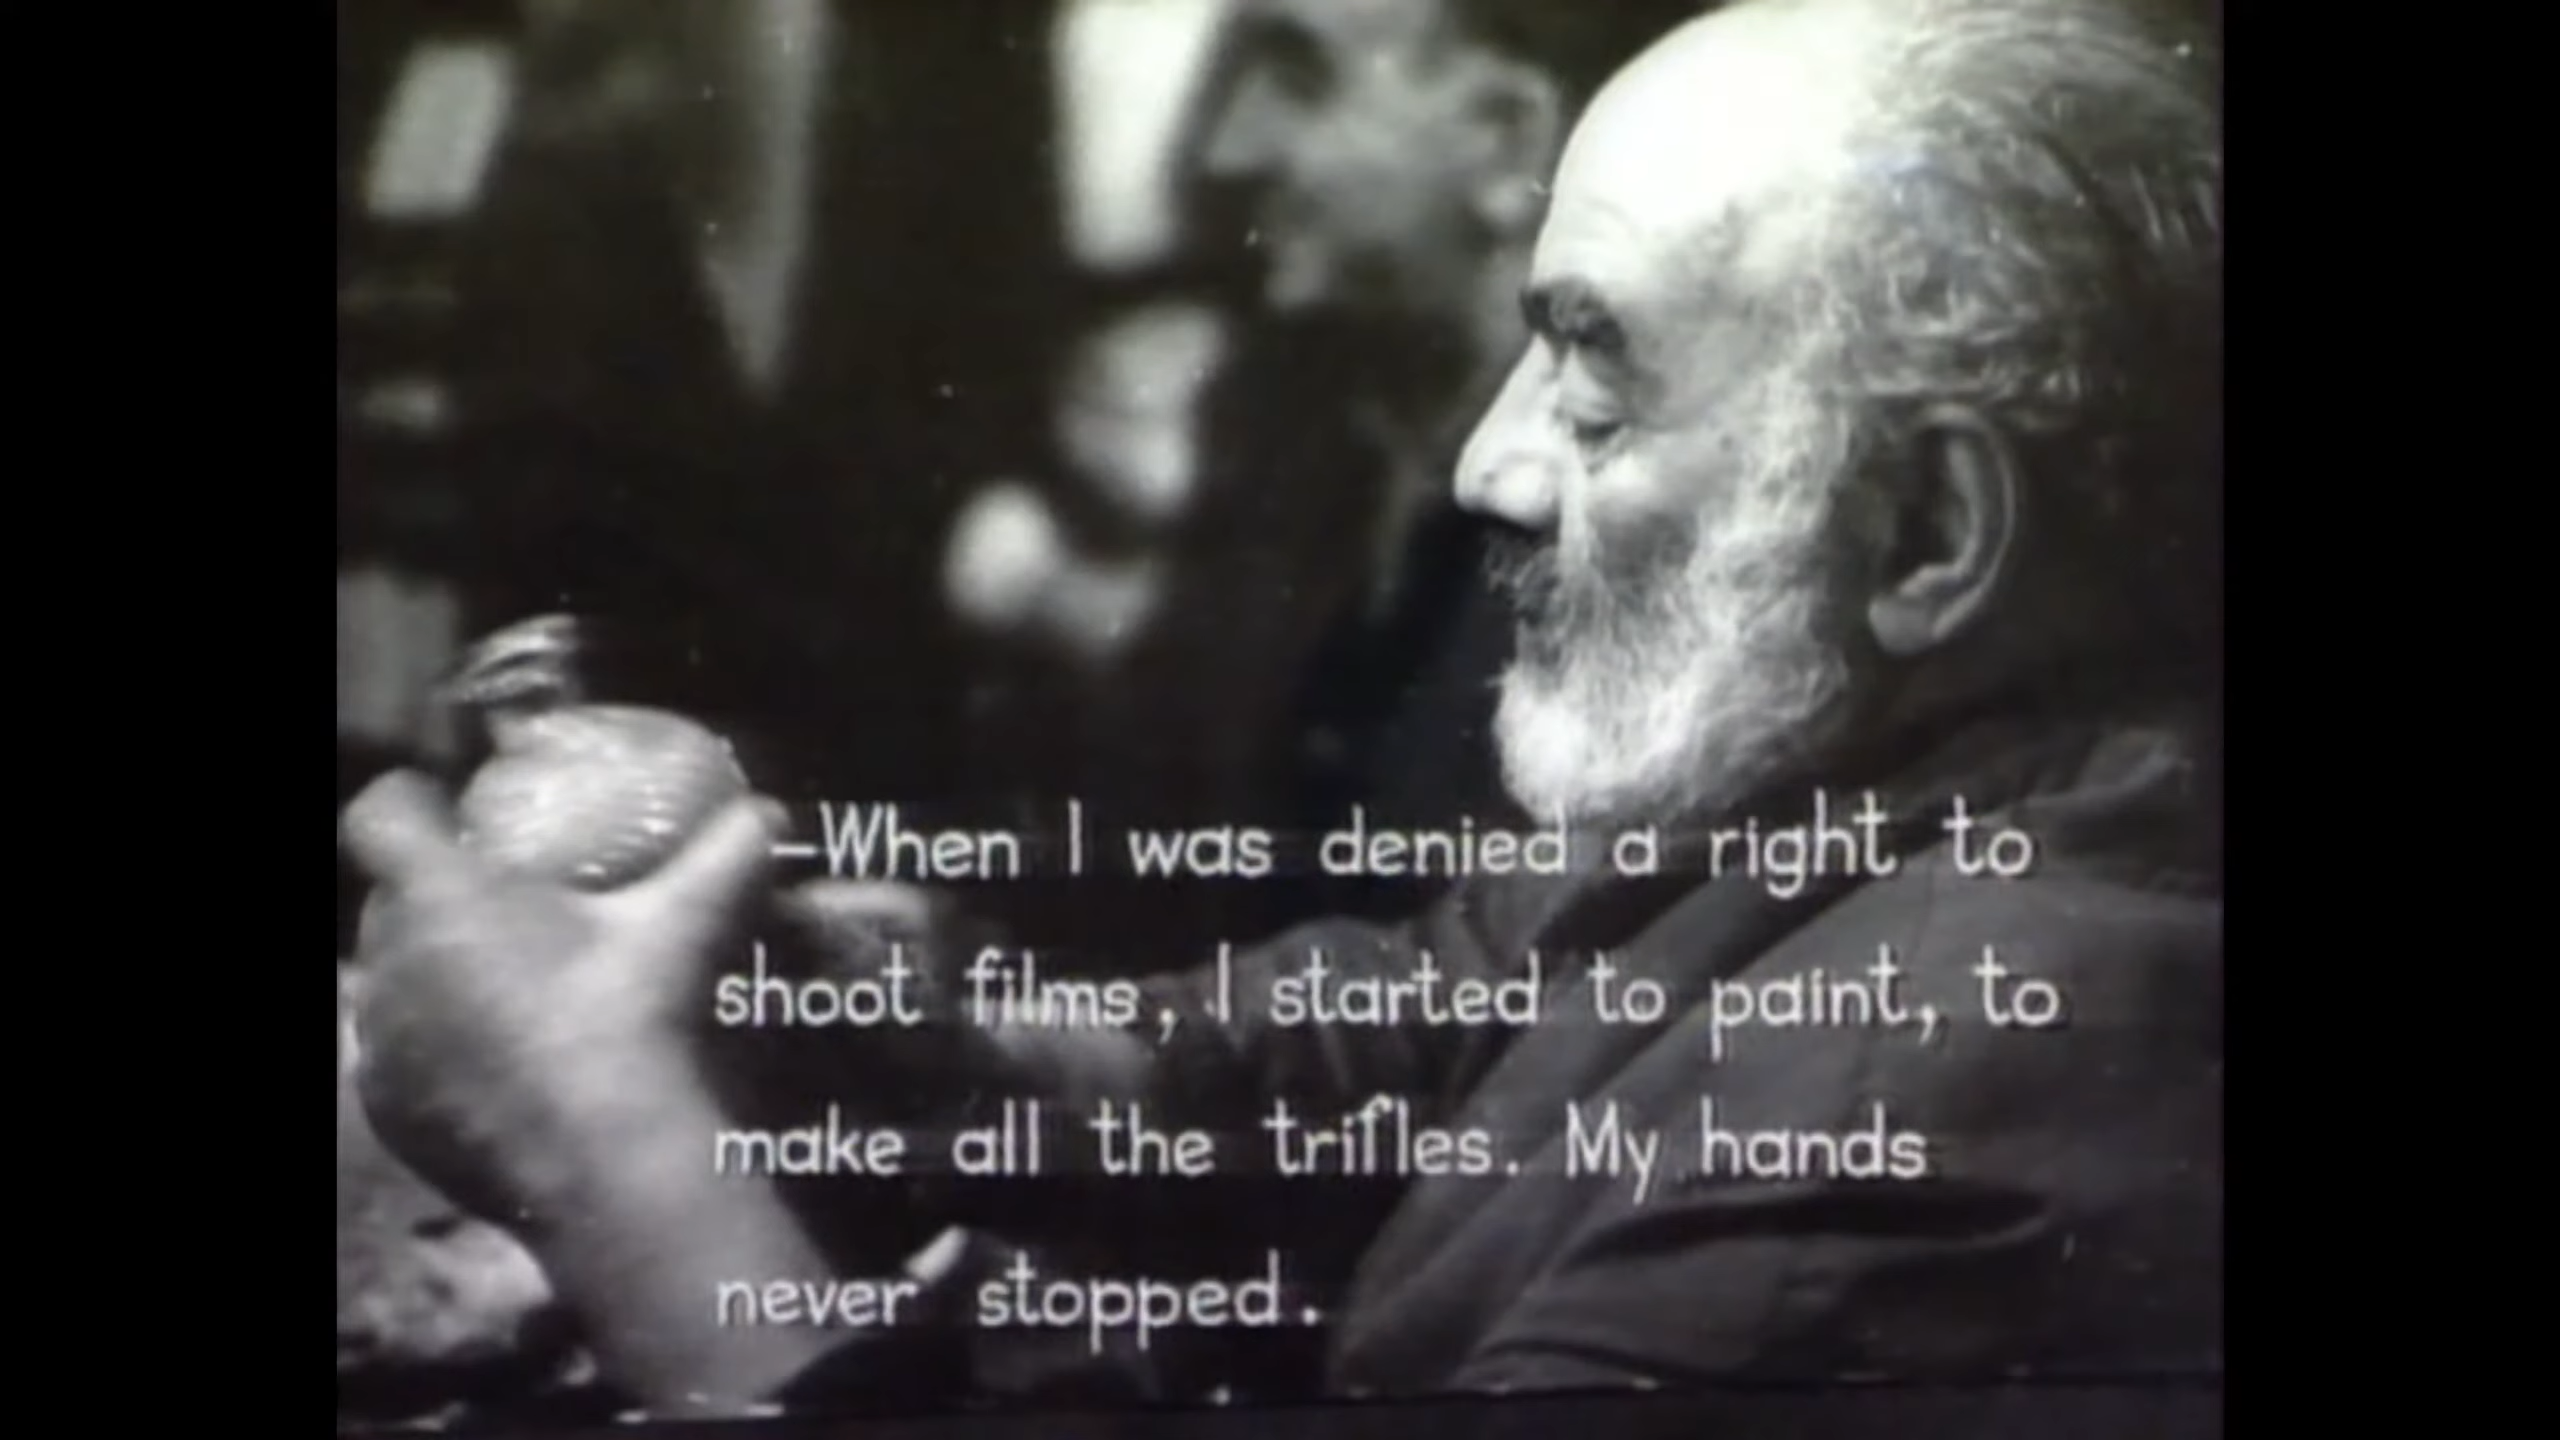 –When I was denied a right to
shoot films, I started to paint, to
make all the trifles. My hands
never stopped.